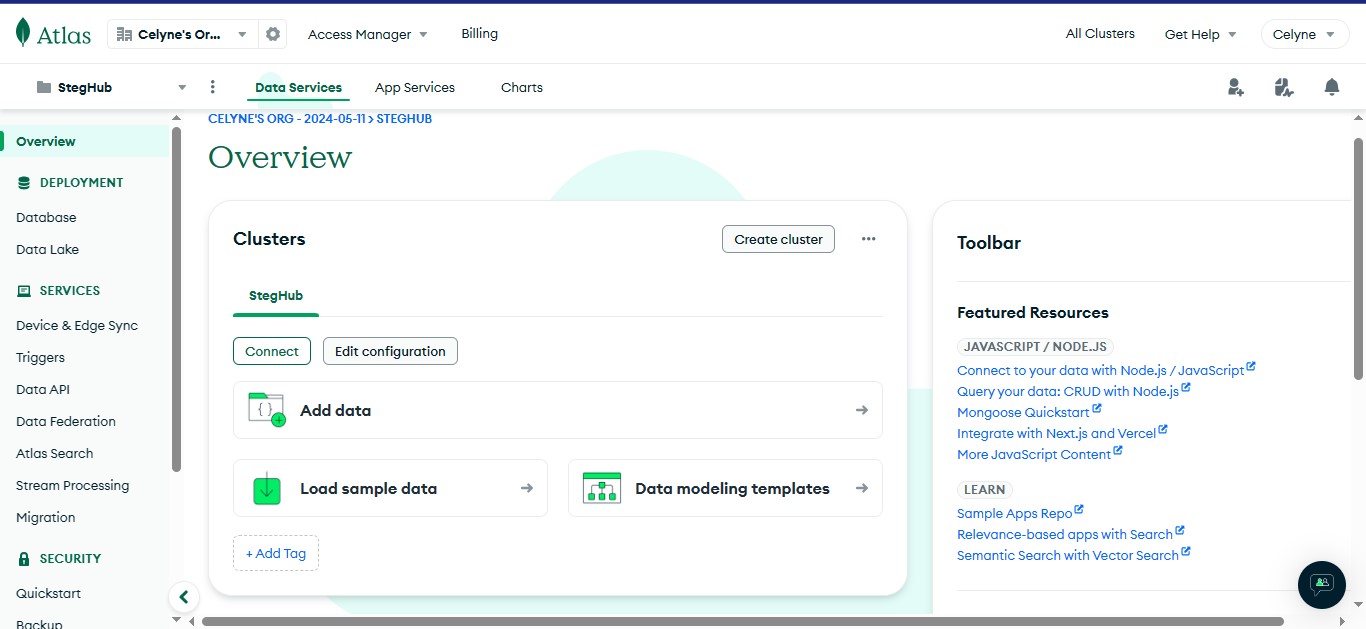 Atlas
Celyne's Or...
Access Manager
Billing
All Clusters
Get Help
Celyne
StegHub
Data Services
App Services
Charts
Overview
DEPLOYMENT
Database
Data Lake
SERVICES
Device & Edge Sync
Triggers
Data API
Data Federation
Atlas Search
Stream Processing
Migration
SECURITY
Quickstart
Backup
CELYNE'S ORG - 2024-05-11 > STEGHUB
Overview
Clusters
Create cluster
StegHub
Connect
Edit configuration
{ }
Add data
Load sample data
Data modeling templates
+ Add Tag
Toolbar
Featured Resources
JAVASCRIPT / NODE.JS
Connect to your data with Node.js / JavaScript
Query your data: CRUD with Node.js
Mongoose Quickstart
Integrate with Next.js and Vercel
More JavaScript Content
LEARN
Sample Apps Repo
Relevance-based apps with Search
Semantic Search with Vector Search